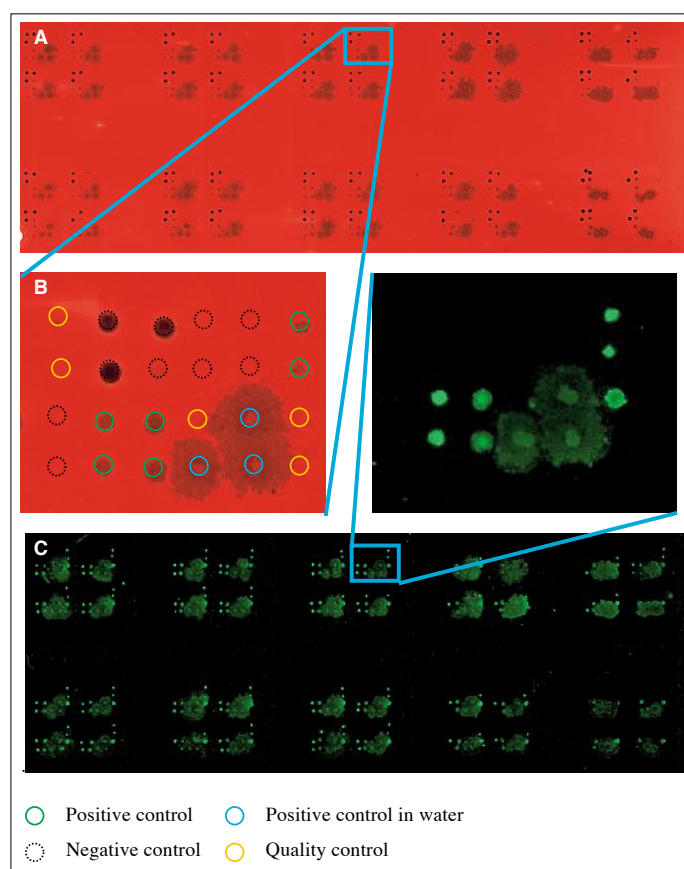 A
B
C
Positive control
Positive control in water
Negative control
Quality control